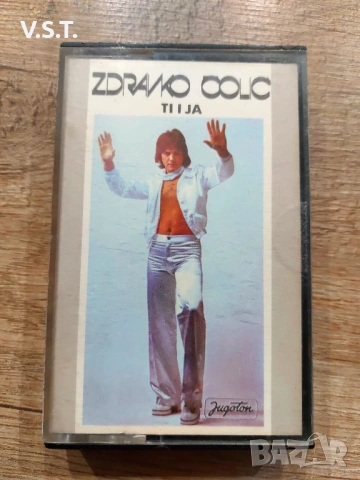 V.S.T.
ZDRAVKO ČOLIĆ
TI I JA
Jugoton
BAZAR